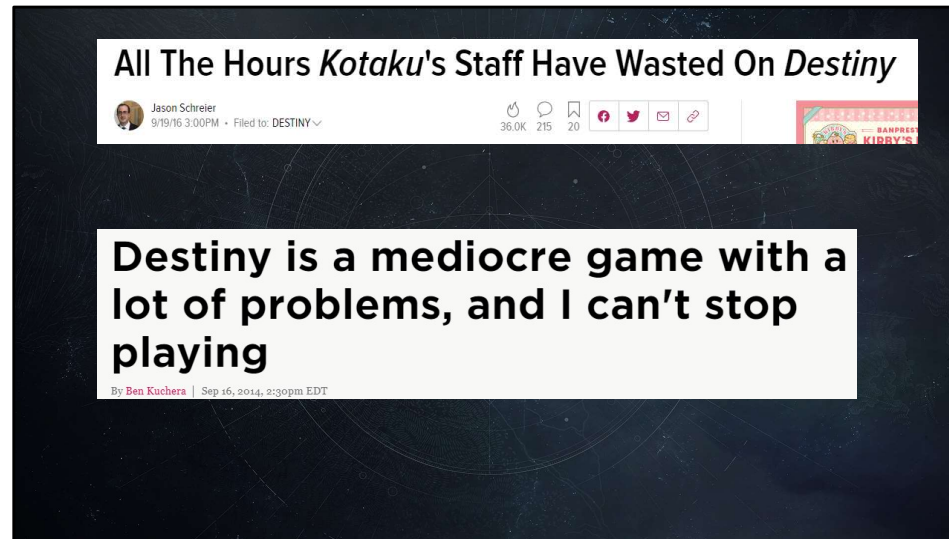 All The Hours Kotaku's Staff Have Wasted On Destiny
Jason Schreier
9/19/16 3:00PM • Filed to: DESTINY
36.0K 215 20
BANPREST
KIRBY'S
Destiny is a mediocre game with a
lot of problems, and I can't stop
playing
By Ben Kuchera | Sep 16, 2014, 2:30pm EDT